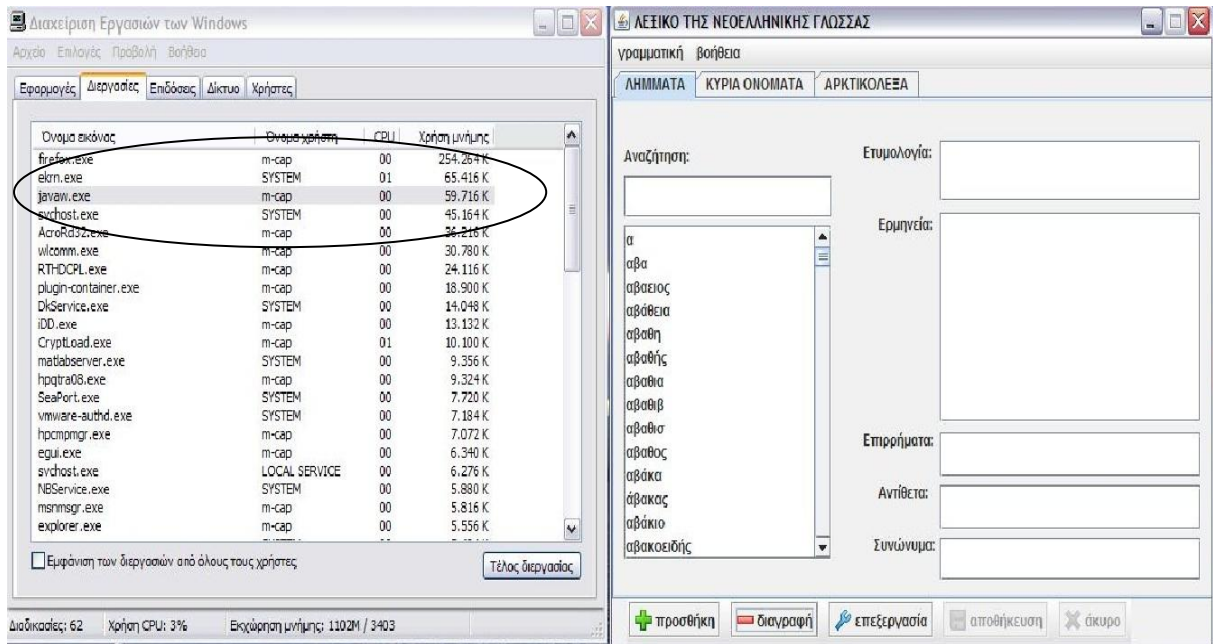 Διαχείριση Εργασιών των Windows
Αρχείο Επιλογές Προβολή Βοήθεια
Εφαρμογές Διεργασίες Επιδόσεις Δίκτυο Χρήστες
Όνομα εικόνας Όνομα χρήστη CPU Χρήση μνήμης
firefox.exe m-cap 00 254.264 K
ekrn.exe SYSTEM 01 65.416 K
javaw.exe m-cap 00 59.716 K
svchost.exe SYSTEM 00 45.164 K
AcroRd32.exe m-cap 00 36.216 K
wlcomm.exe m-cap 00 30.780 K
RTHDCPL.exe m-cap 00 24.116 K
plugin-container.exe m-cap 00 18.900 K
DkService.exe SYSTEM 00 14.048 K
iDD.exe m-cap 00 13.132 K
CryptLoad.exe m-cap 01 10.100 K
matlabserver.exe SYSTEM 00 9.356 K
hpqtra08.exe m-cap 00 9.324 K
SeaPort.exe SYSTEM 00 7.720 K
vmware-authd.exe SYSTEM 00 7.184 K
hpcmpmgr.exe m-cap 00 7.072 K
egui.exe m-cap 00 6.340 K
svchost.exe LOCAL SERVICE 00 6.276 K
NBService.exe SYSTEM 00 5.880 K
msnmsgr.exe m-cap 00 5.816 K
explorer.exe m-cap 00 5.556 K
Εμφάνιση των διεργασιών από όλους τους χρήστες
Τέλος διεργασίας
Διαδικασίες: 62 Χρήση CPU: 3% Εκχώρηση μνήμης: 1102M / 3403
ΛΕΞΙΚΟ ΤΗΣ ΝΕΟΕΛΛΗΝΙΚΗΣ ΓΛΩΣΣΑΣ
γραμματική βοήθεια
ΛΗΜΜΑΤΑ ΚΥΡΙΑ ΟΝΟΜΑΤΑ ΑΡΚΤΙΚΟΛΕΞΑ
Αναζήτηση:
α
αβα
αβαειος
αβάθεια
αβαθη
αβαθής
αβαθια
αβαθιβ
αβαθισ
αβαθος
αβάκα
άβακας
αβάκιο
αβακοειδής
Ετυμολογία:
Ερμηνεία:
Επιρρήματα:
Αντίθετα:
Συνώνυμα:
προσθήκη διαγραφή επεξεργασία αποθήκευση άκυρο